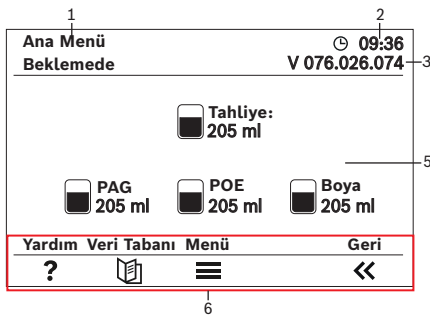 1 2
Ana Menü 09:36
Beklemede V 076.026.074 3
Tahliye:
205 ml
5
PAG POE Boya
205 ml 205 ml 205 ml
Yardım Veri Tabanı Menü Geri
?
6